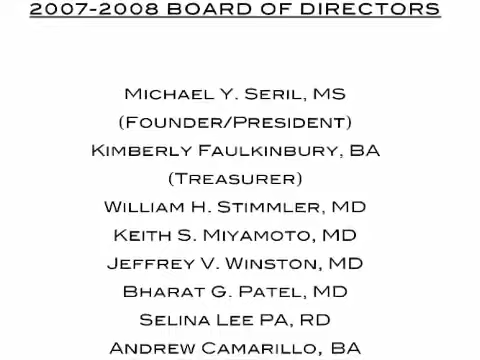 2007-2008 BOARD OF DIRECTORS
MICHAEL Y. SERIL, MS
(FOUNDER/PRESIDENT)
KIMBERLY FAULKINBURY, BA
(TREASURER)
WILLIAM H. STIMMLER, MD
KEITH S. MIYAMOTO, MD
JEFFREY V. WINSTON, MD
BHARAT G. PATEL, MD
SELINA LEE PA, RD
ANDREW CAMARILLO, BA